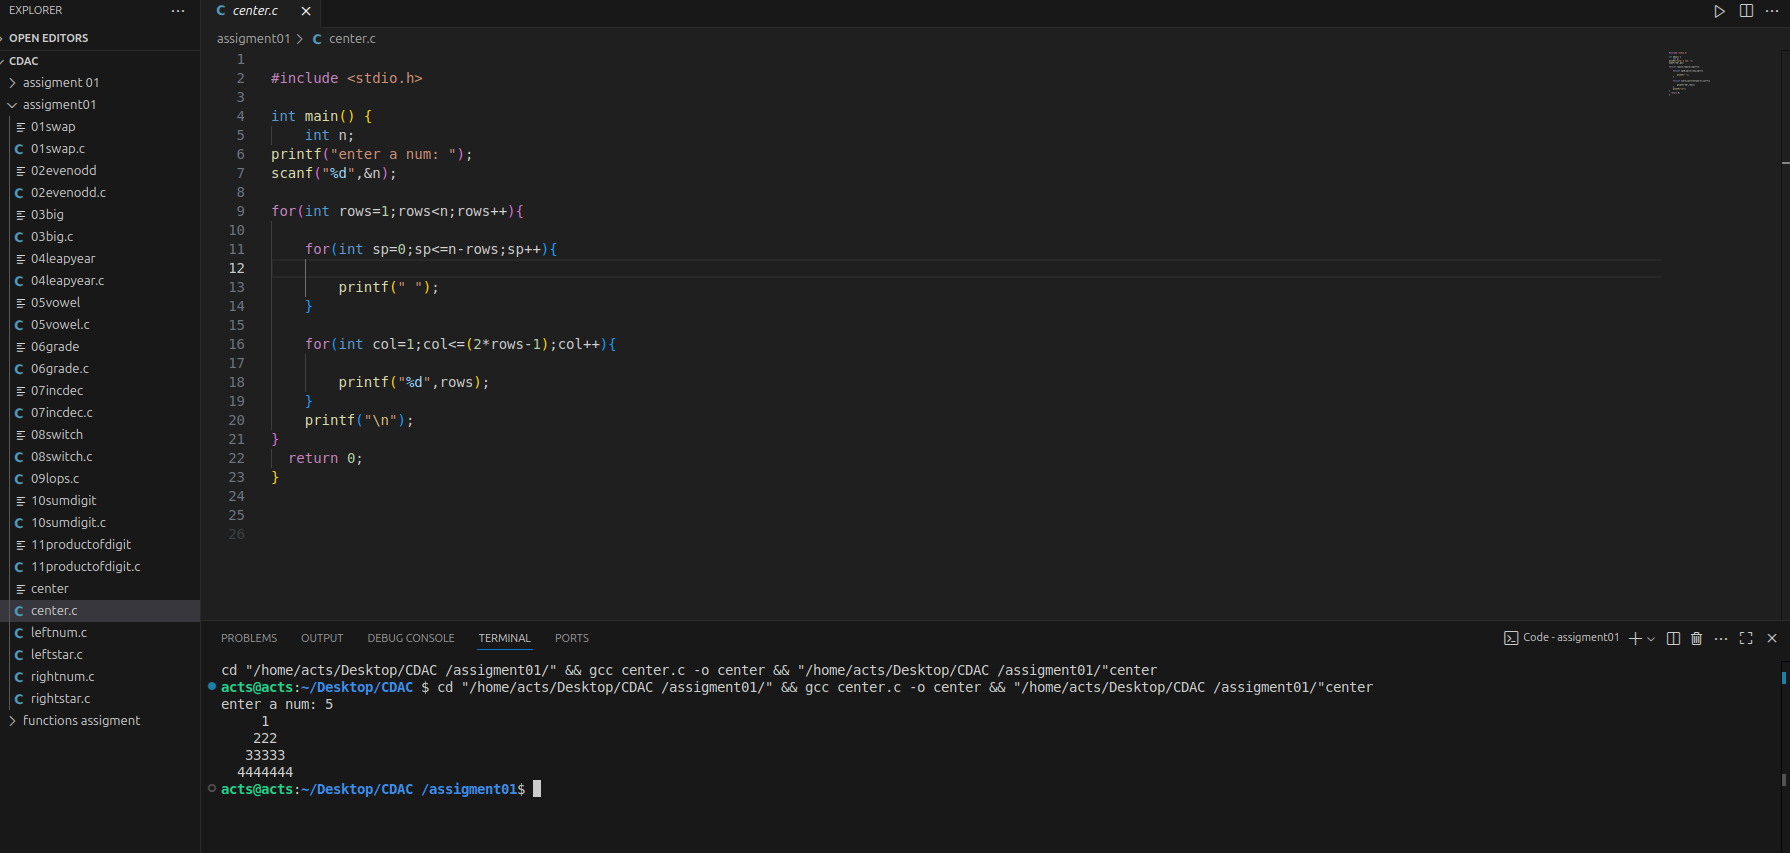 EXPLORER
OPEN EDITORS
CDAC
assigment 01
assigment01
01swap
01swap.c
02evenodd
02evenodd.c
03big
03big.c
04leapyear
04leapyear.c
05vowel
05vowel.c
06grade
06grade.c
07incdec
07incdec.c
08switch
08switch.c
09lops.c
10sumdigit
10sumdigit.c
11productofdigit
11productofdigit.c
center
center.c
leftnum.c
leftstar.c
rightnum.c
rightstar.c
functions assigment
C center.c
assigment01 > C center.c
1
2 #include <stdio.h>
3
4 int main() {
5 int n;
6 printf("enter a num: ");
7 scanf("%d",&n);
8
9 for(int rows=1;rows<n;rows++){
10
11 for(int sp=0;sp<=n-rows;sp++){
12
13 printf(" ");
14 }
15
16 for(int col=1;col<=(2*rows-1);col++){
17
18 printf("%d",rows);
19 }
20 printf("\n");
21 }
22 return 0;
23 }
24
25
26
PROBLEMS OUTPUT DEBUG CONSOLE TERMINAL PORTS
Code - assigment01
cd "/home/acts/Desktop/CDAC /assigment01/" && gcc center.c -o center && "/home/acts/Desktop/CDAC /assigment01/"center
acts@acts:~/Desktop/CDAC $ cd "/home/acts/Desktop/CDAC /assigment01/" && gcc center.c -o center && "/home/acts/Desktop/CDAC /assigment01/"center
enter a num: 5
1
222
33333
4444444
acts@acts:~/Desktop/CDAC /assigment01$